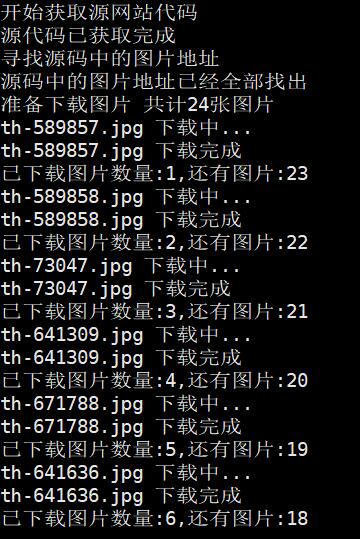 开始获取源网站代码
源代码已获取完成
寻找源码中的图片地址
源码中的图片地址已经全部找出
准备下载图片 共计24张图片
th-589857.jpg 下载中...
th-589857.jpg 下载完成
已下载图片数量:1,还有图片:23
th-589858.jpg 下载中...
th-589858.jpg 下载完成
已下载图片数量:2,还有图片:22
th-73047.jpg 下载中...
th-73047.jpg 下载完成
已下载图片数量:3,还有图片:21
th-641309.jpg 下载中...
th-641309.jpg 下载完成
已下载图片数量:4,还有图片:20
th-671788.jpg 下载中...
th-671788.jpg 下载完成
已下载图片数量:5,还有图片:19
th-641636.jpg 下载中...
th-641636.jpg 下载完成
已下载图片数量:6,还有图片:18